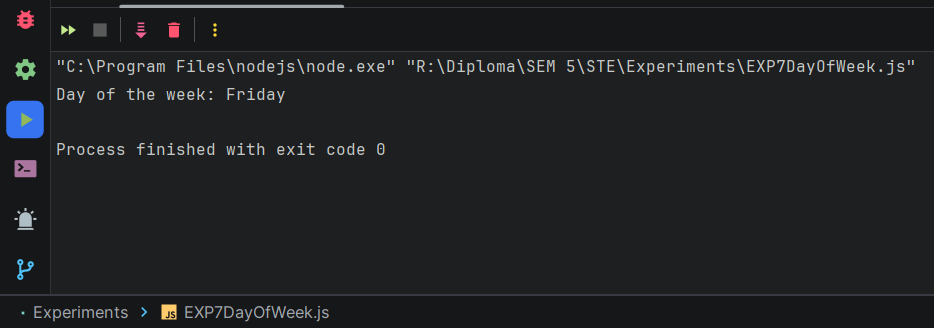 "C:\Program Files\nodejs\node.exe" "R:\Diploma\SEM 5\STE\Experiments\EXP7DayOfWeek.js"
Day of the week: Friday
Process finished with exit code 0
Experiments > JS EXP7DayOfWeek.js